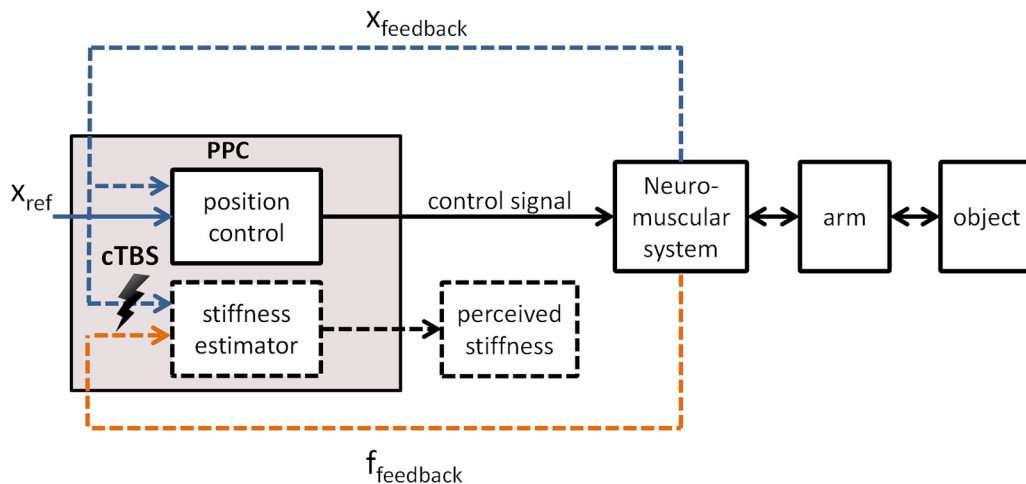 x_feedback
PPC
x_ref
position
control
control signal
Neuro-
muscular
system
arm
object
cTBS
stiffness
estimator
perceived
stiffness
f_feedback